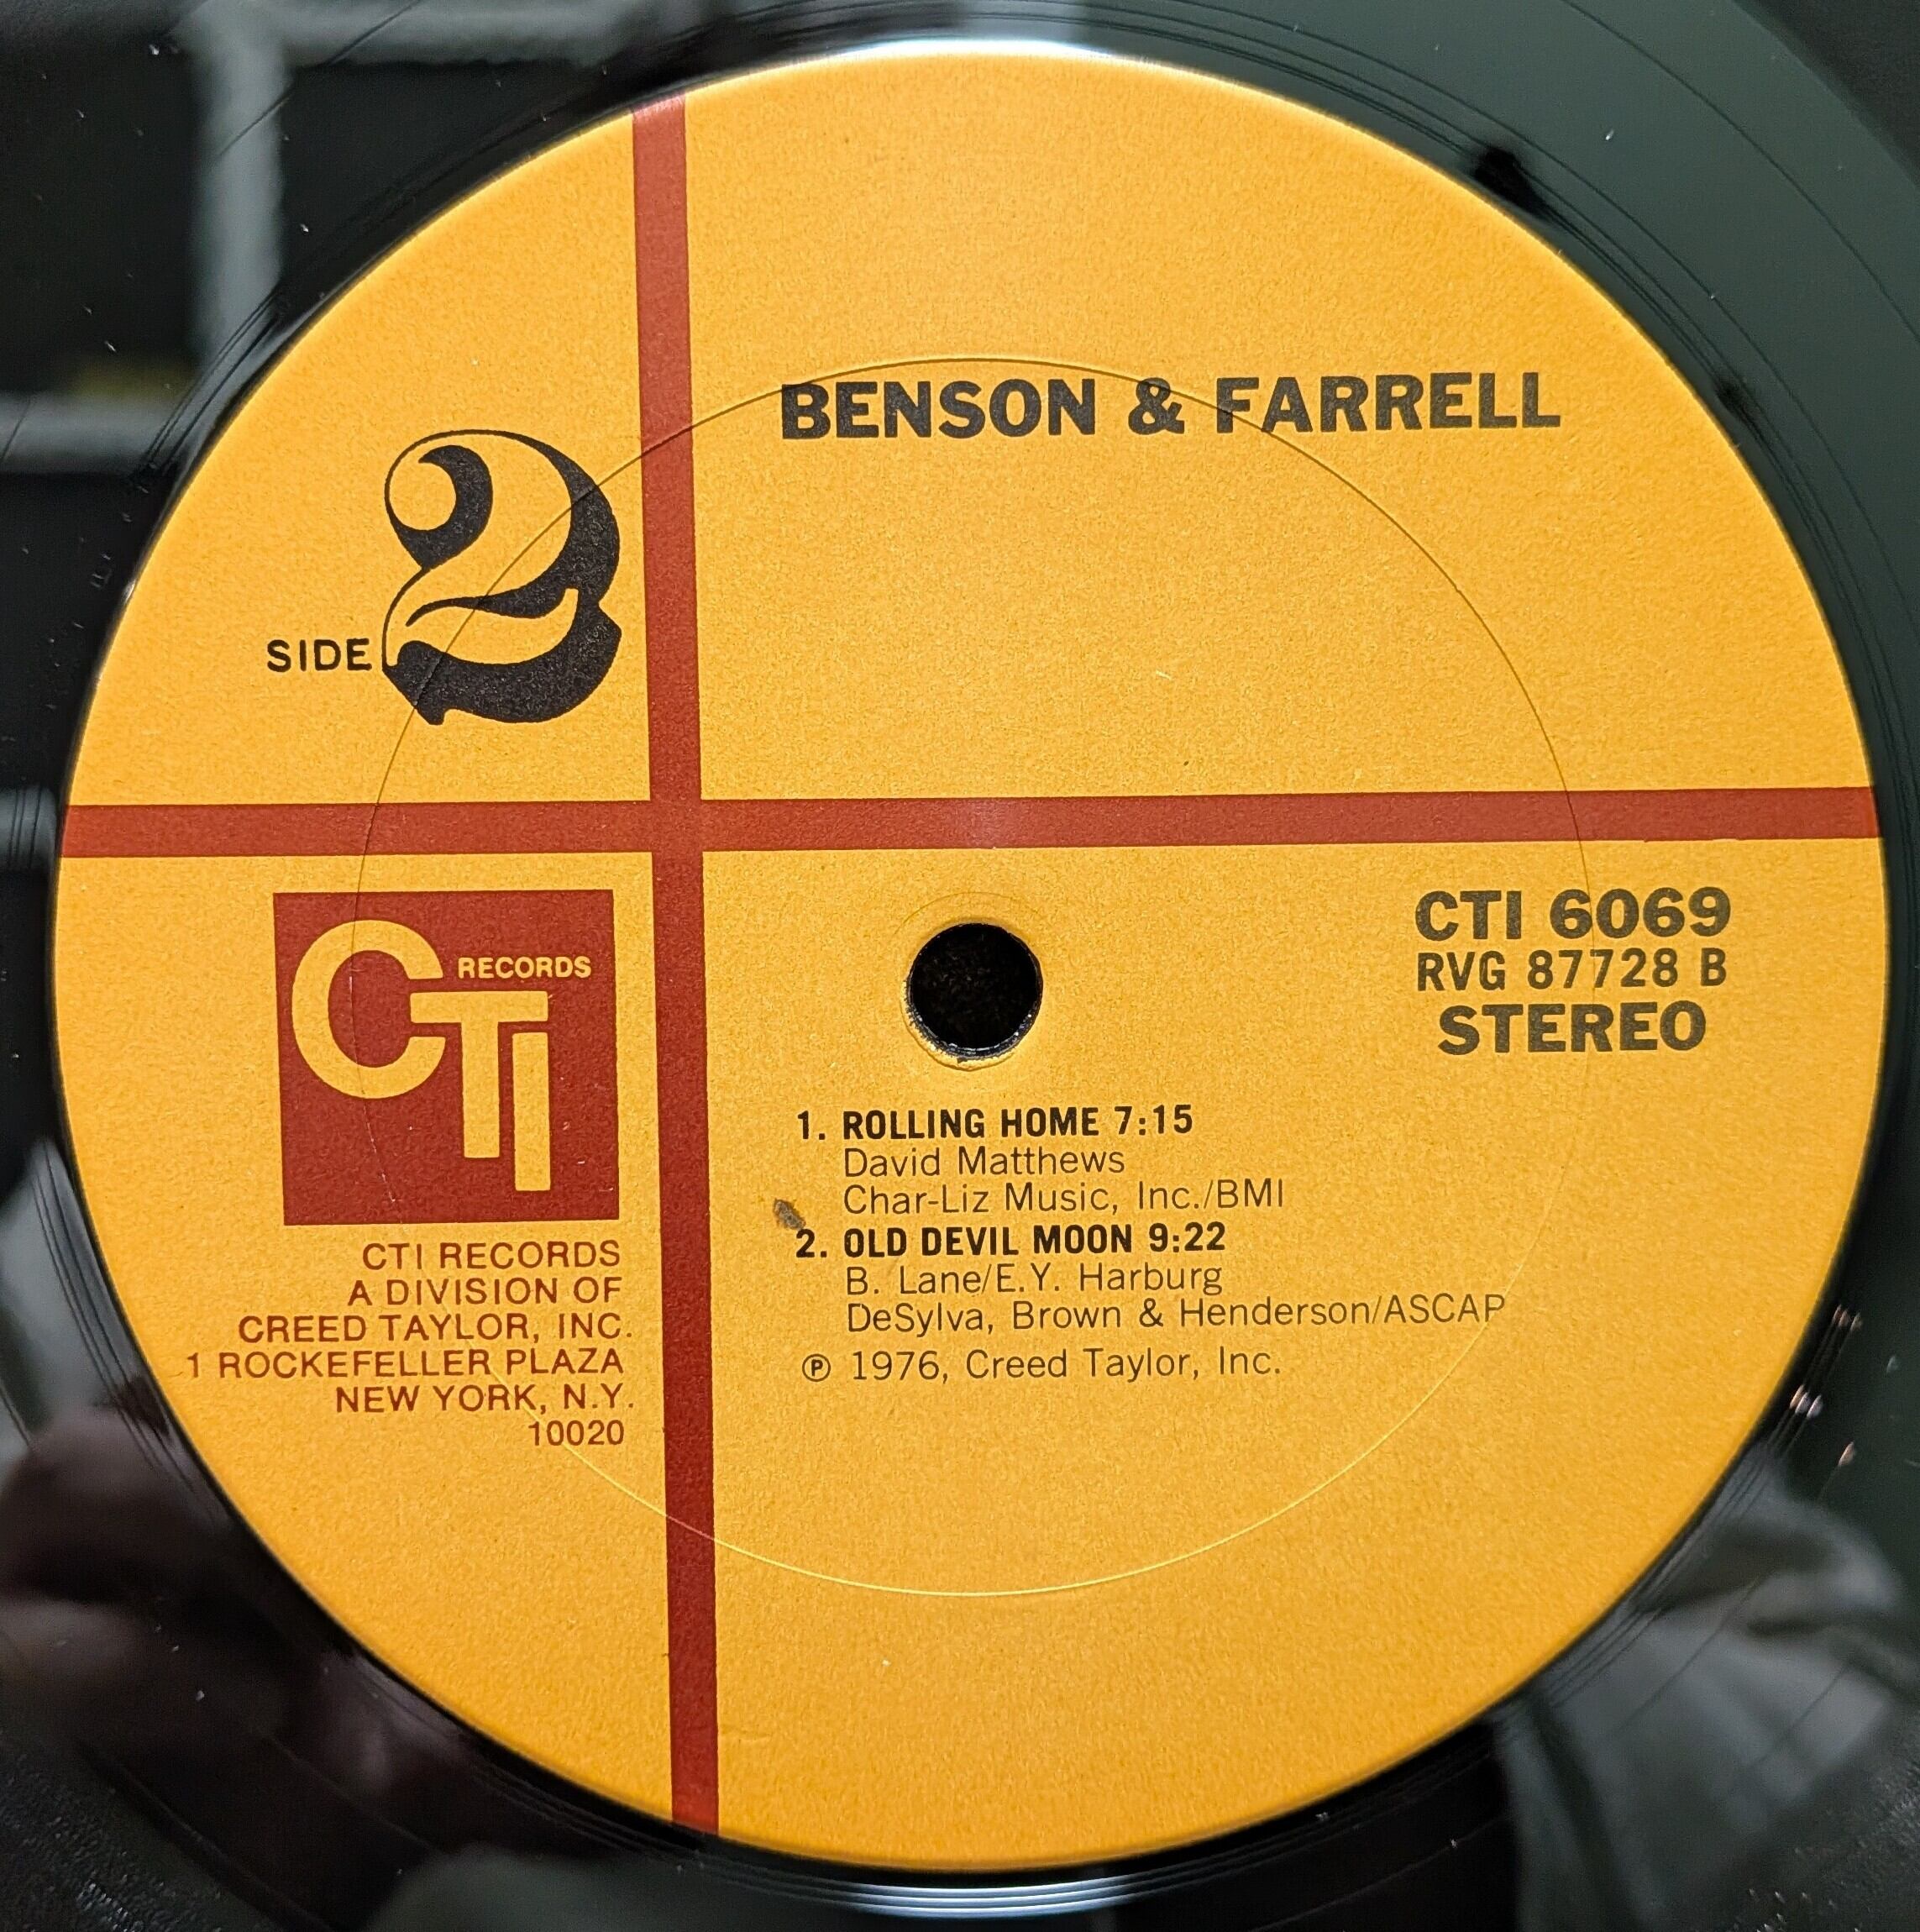 BENSON & FARRELL
SIDE 2
CTI RECORDS
CTI RECORDS
A DIVISION OF
CREED TAYLOR, INC.
1 ROCKEFELLER PLAZA
NEW YORK, N.Y.
10020
CTI 6069
RVG 87728 B
STEREO
1. ROLLING HOME 7:15
David Matthews
Char-Liz Music, Inc./BMI
2. OLD DEVIL MOON 9:22
B. Lane/E.Y. Harburg
DeSylva, Brown & Henderson/ASCAP
℗ 1976, Creed Taylor, Inc.